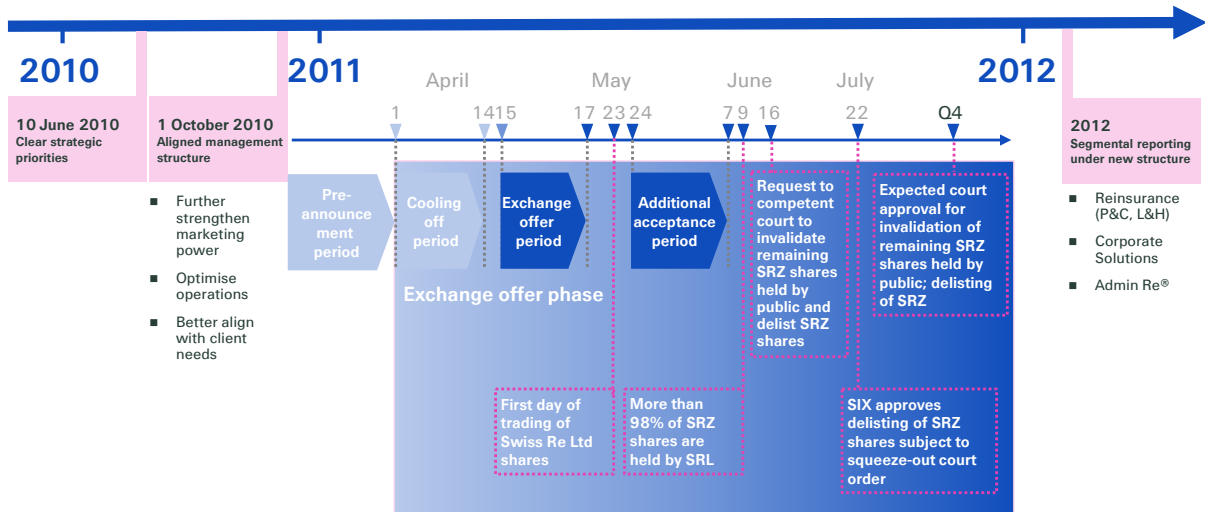 2010
2011
2012
April
May
June
July
1
14
15
17
23
24
7
9
16
22
Q4
10 June 2010
Clear strategic
priorities
1 October 2010
Aligned management
structure
■ Further
strengthen
marketing
power
■ Optimise
operations
■ Better align
with client
needs
Pre-
announce
ment
period
Cooling
off
period
Exchange
offer
period
Additional
acceptance
period
Exchange offer phase
Request to
competent
court to
invalidate
remaining
SRZ shares
held by
public and
delist SRZ
shares
Expected court
approval for
invalidation of
remaining SRZ
shares held by
public; delisting
of SRZ
First day of
trading of
Swiss Re Ltd
shares
More than
98% of SRZ
shares are
held by SRL
SIX approves
delisting of SRZ
shares subject to
squeeze-out court
order
2012
Segmental reporting
under new structure
■ Reinsurance
(P&C, L&H)
■ Corporate
Solutions
■ Admin Re®